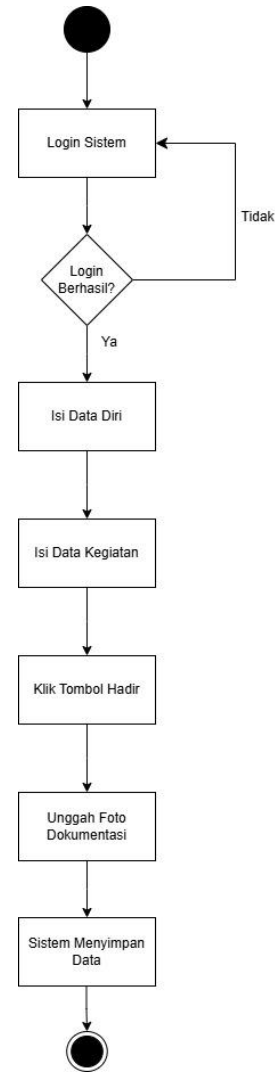 Login Sistem
Tidak
Login
Berhasil?
Ya
Isi Data Diri
Isi Data Kegiatan
Klik Tombol Hadir
Unggah Foto
Dokumentasi
Sistem Menyimpan
Data